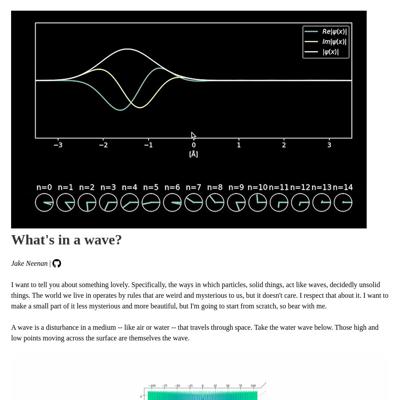 Re|ψ(x)|
Im|ψ(x)|
|ψ(x)|
−3 −2 −1 0 1 2 3
[Å]
n=0 n=1 n=2 n=3 n=4 n=5 n=6 n=7 n=8 n=9 n=10 n=11 n=12 n=13 n=14
What's in a wave?
Jake Neenan |
I want to tell you about something lovely. Specifically, the ways in which particles, solid things, act like waves, decidedly unsolid
things. The world we live in operates by rules that are weird and mysterious to us, but it doesn't care. I respect that about it. I want to
make a small part of it less mysterious and more beautiful, but I'm going to start from scratch, so bear with me.
A wave is a disturbance in a medium -- like air or water -- that travels through space. Take the water wave below. Those high and
low points moving across the surface are themselves the wave.